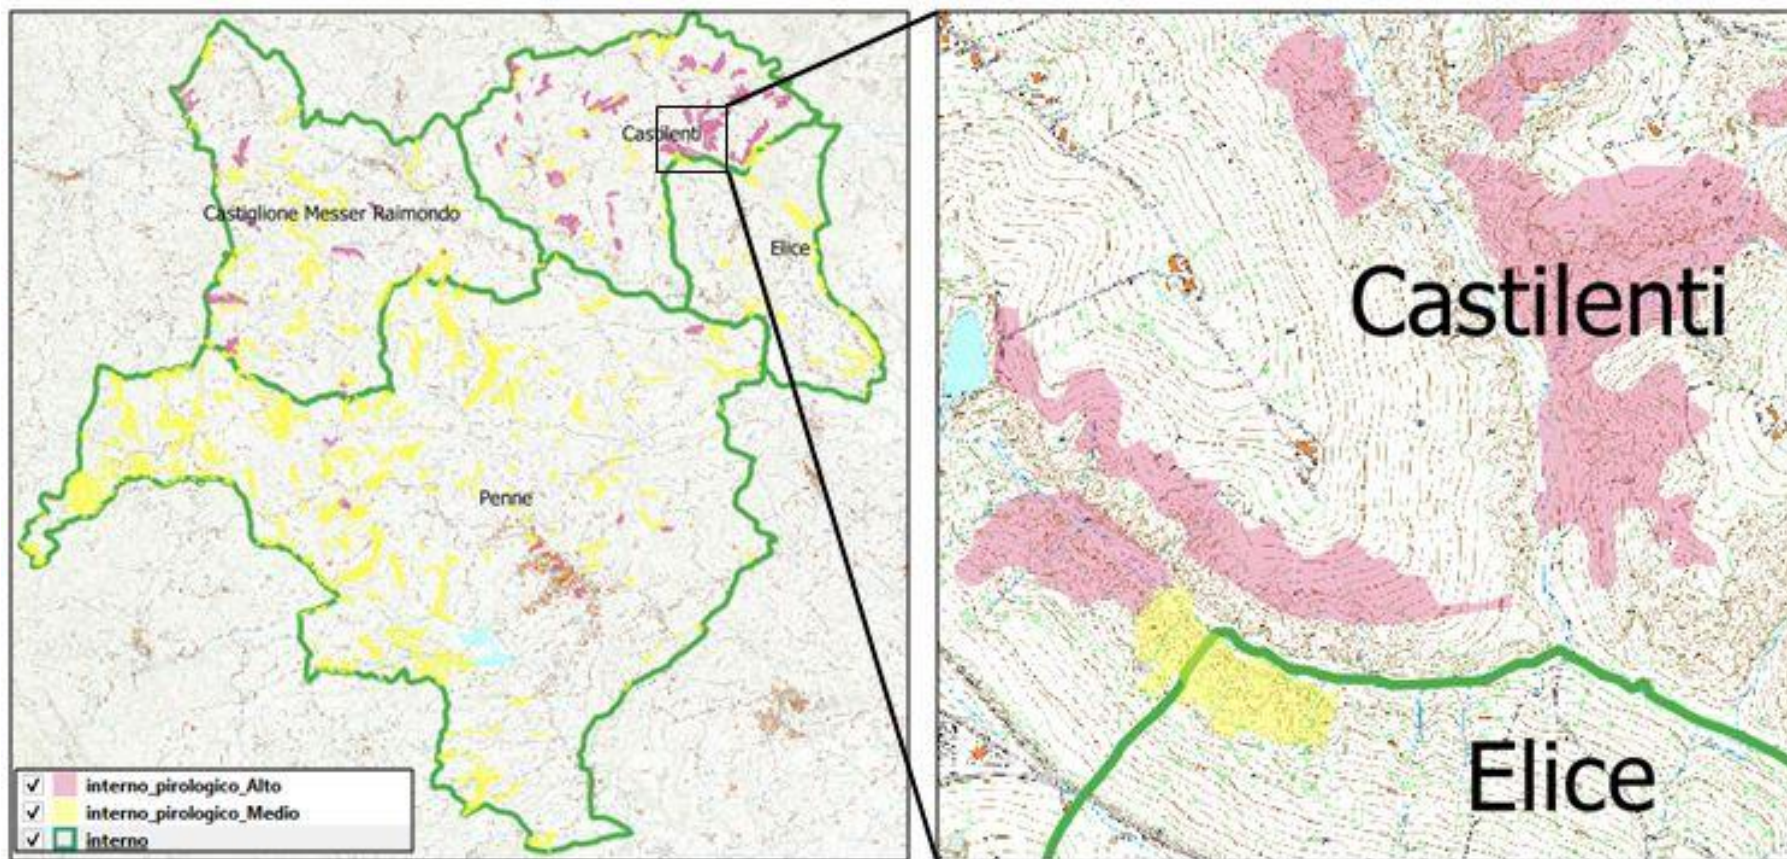 Castilenti
Castiglione Messer Raimondo
Elice
Penne
interno_pirologico_Alto
interno_pirologico_Medio
interno
Castilenti
Elice